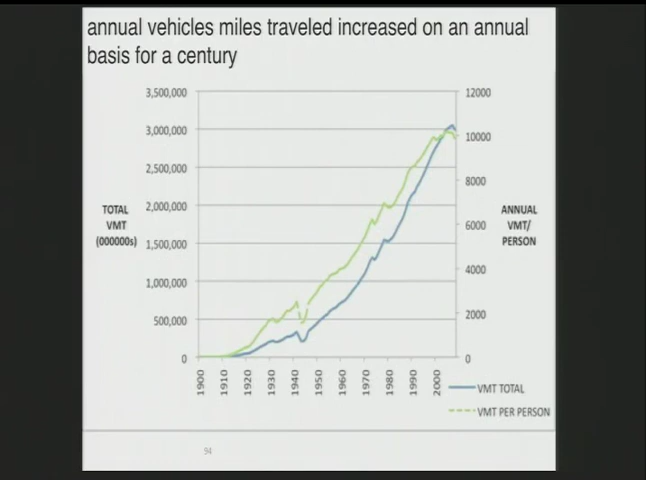 annual vehicles miles traveled increased on an annual
basis for a century
3,500,000
3,000,000
2,500,000
2,000,000
1,500,000
1,000,000
500,000
0
12000
10000
8000
6000
4000
2000
0
TOTAL
VMT
(000000s)
ANNUAL
VMT/
PERSON
1900
1910
1920
1930
1940
1950
1960
1970
1980
1990
2000
VMT TOTAL
VMT PER PERSON
94